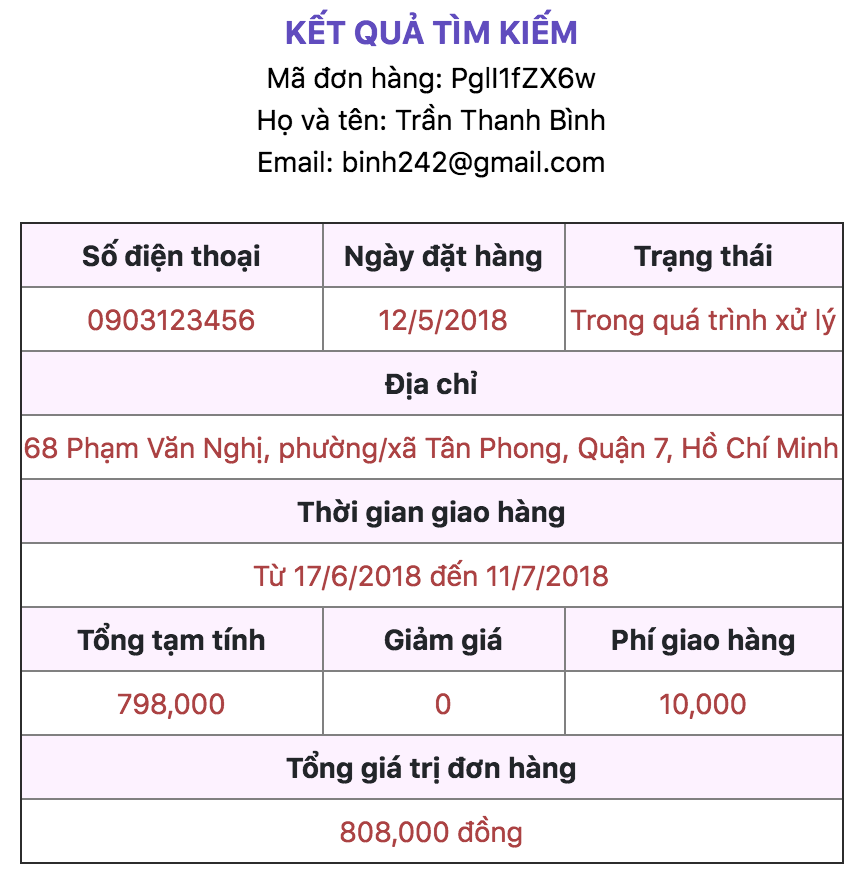 KẾT QUẢ TÌM KIẾM
Mã đơn hàng: PglI1fZX6w
Họ và tên: Trần Thanh Bình
Email: binh242@gmail.com
Số điện thoại Ngày đặt hàng Trạng thái
0903123456 12/5/2018 Trong quá trình xử lý
Địa chỉ
68 Phạm Văn Nghị, phường/xã Tân Phong, Quận 7, Hồ Chí Minh
Thời gian giao hàng
Từ 17/6/2018 đến 11/7/2018
Tổng tạm tính Giảm giá Phí giao hàng
798,000 0 10,000
Tổng giá trị đơn hàng
808,000 đồng